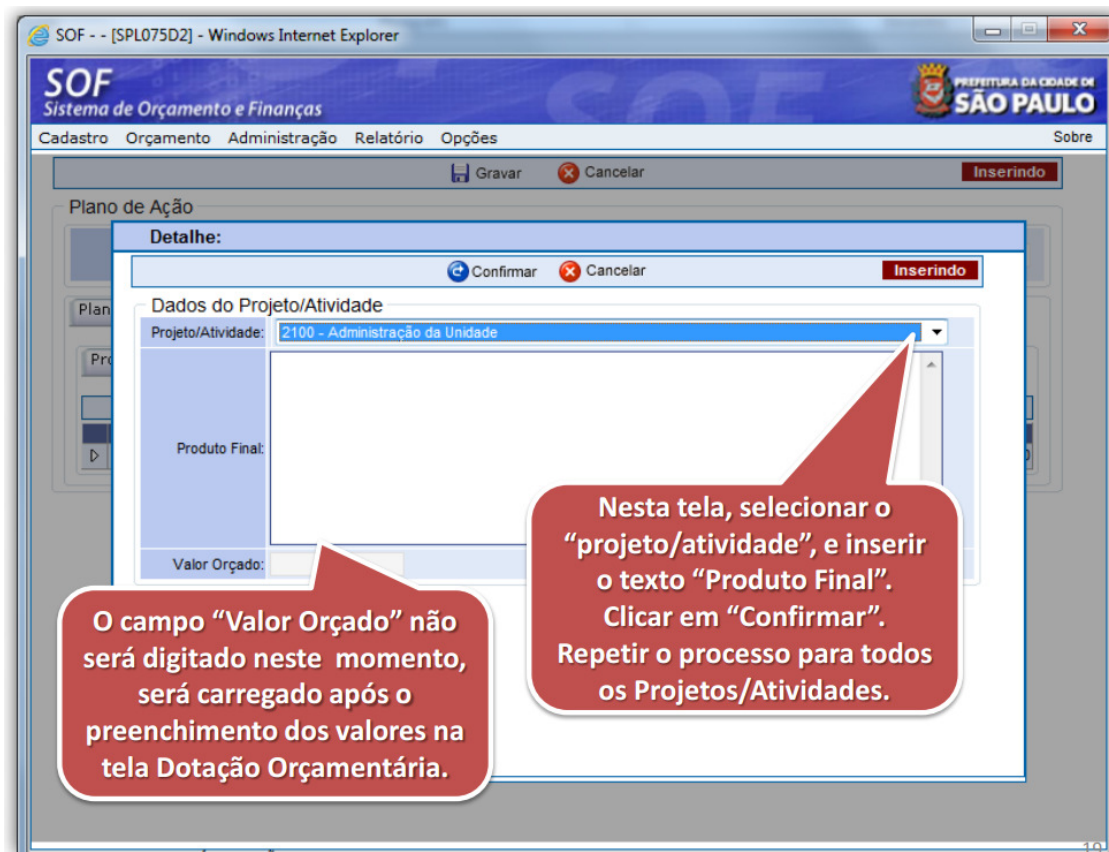 SOF - - [SPL075D2] - Windows Internet Explorer
SOF
Sistema de Orçamento e Finanças
PREFEITURA DA CIDADE DE
SÃO PAULO
Cadastro Orçamento Administração Relatório Opções Sobre
Gravar Cancelar Inserindo
Plano de Ação
Detalhe:
Confirmar Cancelar Inserindo
Plan
Dados do Projeto/Atividade
Projeto/Atividade: 2100 - Administração da Unidade
Pro
Produto Final:
Valor Orçado:
Nesta tela, selecionar o
“projeto/atividade”, e inserir
o texto “Produto Final”.
Clicar em “Confirmar”.
Repetir o processo para todos
os Projetos/Atividades.
O campo “Valor Orçado” não
será digitado neste momento,
será carregado após o
preenchimento dos valores na
tela Dotação Orçamentária.